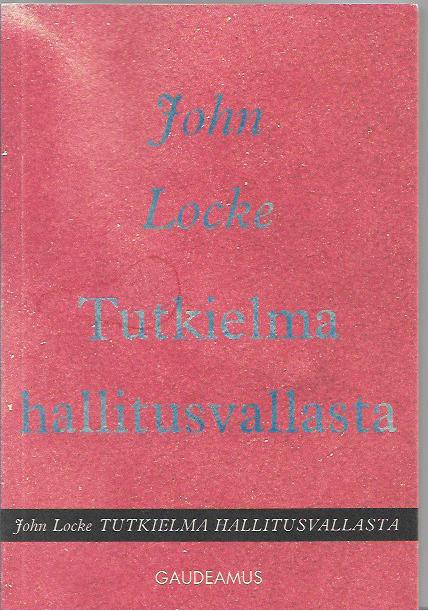 John
Locke
Tutkielma
hallitusvallasta
John Locke TUTKIELMA HALLITUSVALLASTA
GAUDEAMUS